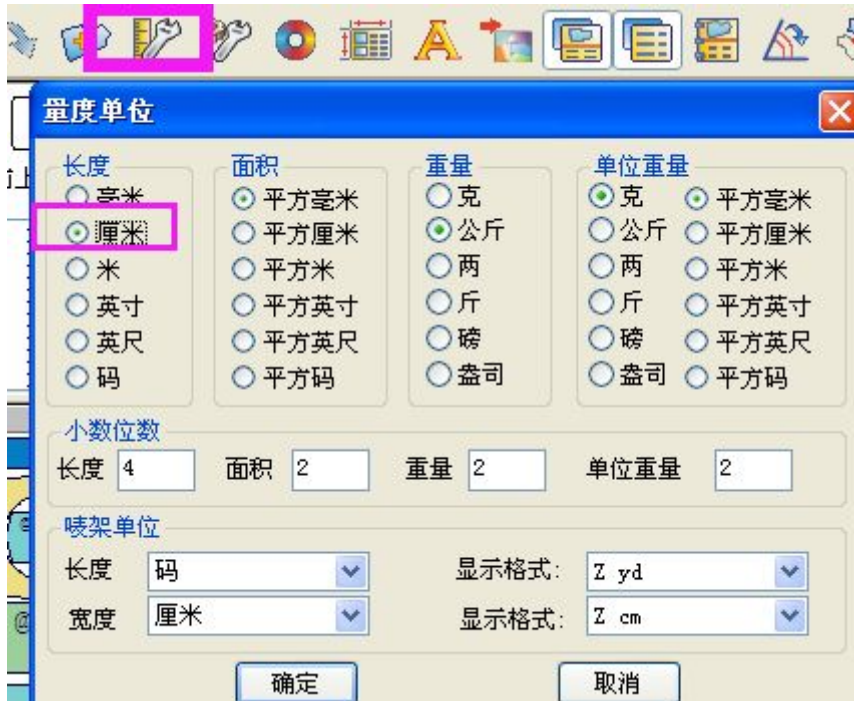 量度单位
长度 面积 重量 单位重量
毫米 平方毫米 克 克 平方毫米
厘米 平方厘米 公斤 公斤 平方厘米
米 平方米 两 两 平方米
英寸 平方英寸 斤 斤 平方英寸
英尺 平方英尺 磅 磅 平方英尺
码 平方码 盎司 盎司 平方码
小数位数
长度 4 面积 2 重量 2 单位重量 2
唛架单位
长度 码 显示格式: Z yd
宽度 厘米 显示格式: Z cm
确定 取消